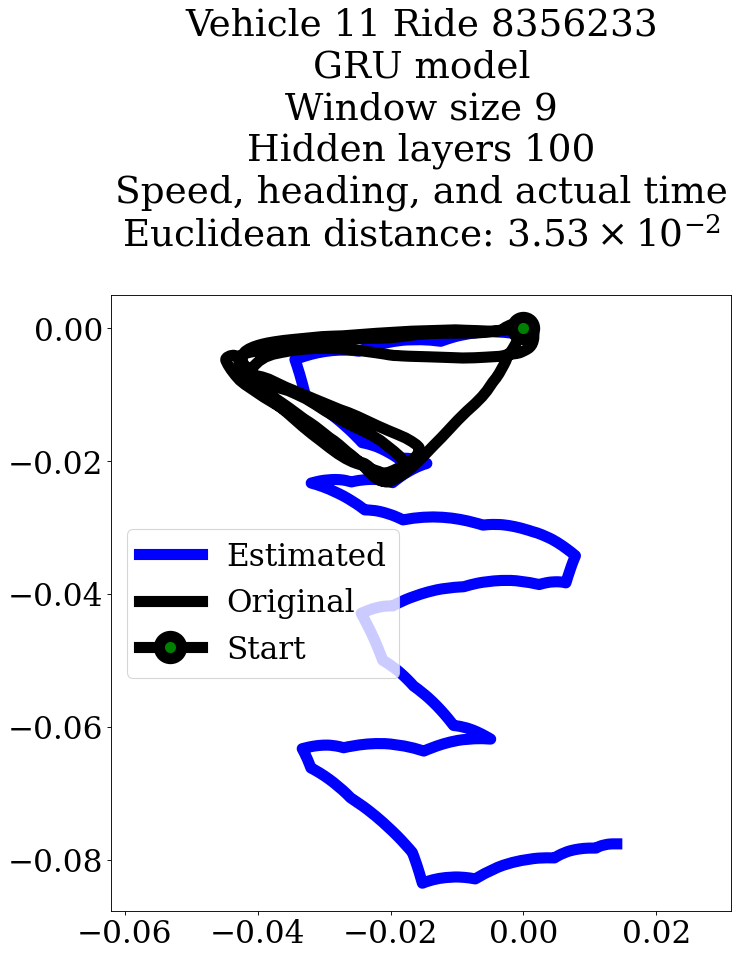 Vehicle 11 Ride 8356233
GRU model
Window size 9
Hidden layers 100
Speed, heading, and actual time
Euclidean distance: 3.53 × 10⁻²
0.00
−0.02
−0.04
−0.06
−0.08
Estimated
Original
Start
−0.06 −0.04 −0.02 0.00 0.02